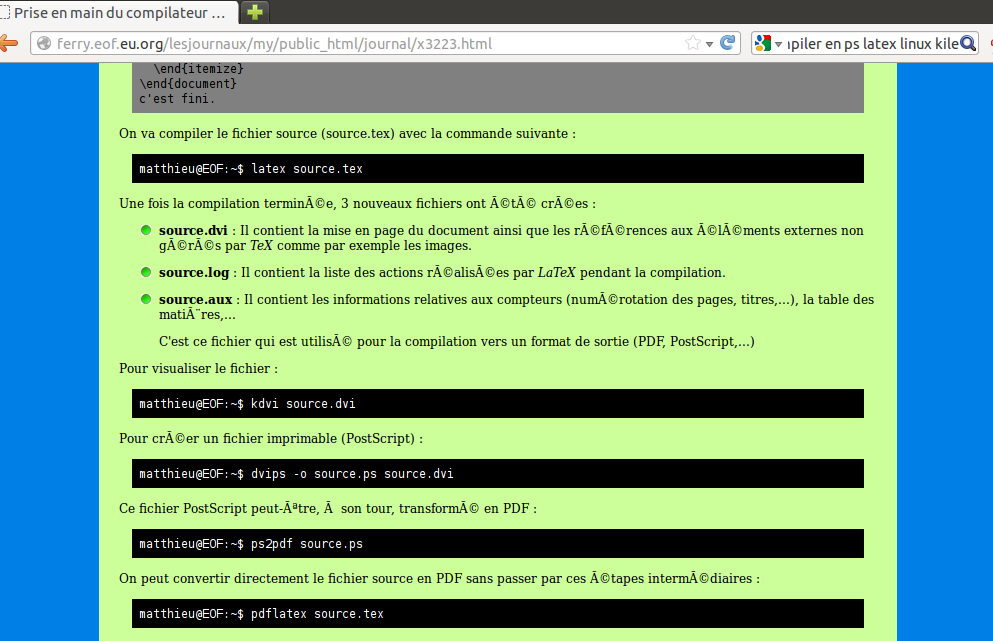 Prise en main du compilateur ...
ferry.eof.eu.org/lesjournaux/my/public_html/journal/x3223.html
ıpiler en ps latex linux kile
\end{itemize}
\end{document}
c'est fini.
On va compiler le fichier source (source.tex) avec la commande suivante :
matthieu@EOF:~$ latex source.tex
Une fois la compilation terminÃ©e, 3 nouveaux fichiers ont Ã©tÃ© crÃ©es :
source.dvi : Il contient la mise en page du document ainsi que les rÃ©fÃ©rences aux Ã©lÃ©ments externes non
gÃ©rÃ©s par TeX comme par exemple les images.
source.log : Il contient la liste des actions rÃ©alisÃ©es par LaTeX pendant la compilation.
source.aux : Il contient les informations relatives aux compteurs (numÃ©rotation des pages, titres,...), la table des
matiÃ¨res,...
C'est ce fichier qui est utilisÃ© pour la compilation vers un format de sortie (PDF, PostScript,...)
Pour visualiser le fichier :
matthieu@EOF:~$ kdvi source.dvi
Pour crÃ©er un fichier imprimable (PostScript) :
matthieu@EOF:~$ dvips -o source.ps source.dvi
Ce fichier PostScript peut-Ãªtre, Ã  son tour, transformÃ© en PDF :
matthieu@EOF:~$ ps2pdf source.ps
On peut convertir directement le fichier source en PDF sans passer par ces Ã©tapes intermÃ©diaires :
matthieu@EOF:~$ pdflatex source.tex